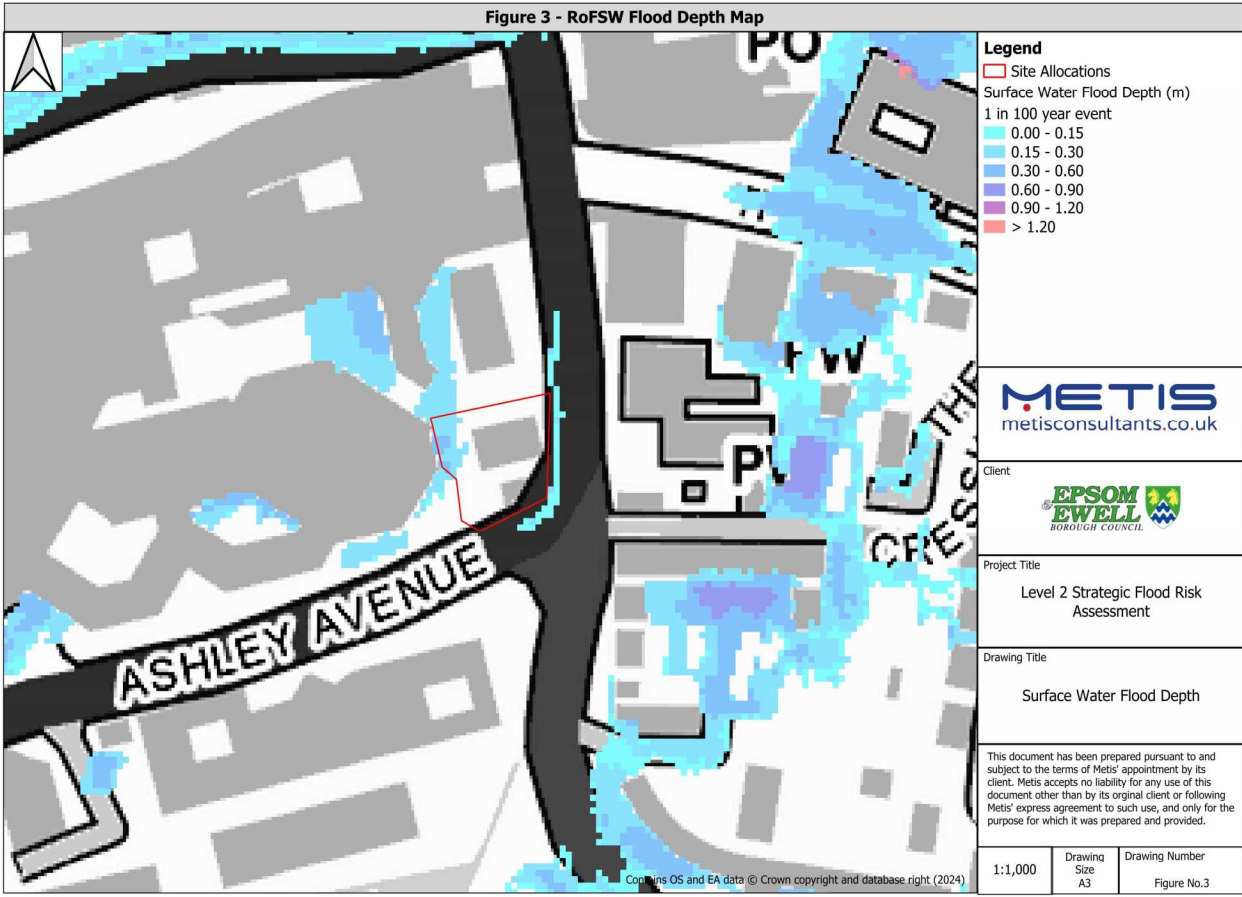 Figure 3 - RoFSW Flood Depth Map
PO
PW
PW
THE
CRESS
ASHLEY AVENUE
Contains OS and EA data © Crown copyright and database right (2024)
Legend
Site Allocations
Surface Water Flood Depth (m)
1 in 100 year event
0.00 - 0.15
0.15 - 0.30
0.30 - 0.60
0.60 - 0.90
0.90 - 1.20
> 1.20
METIS
metisconsultants.co.uk
Client
EPSOM
& EWELL
BOROUGH COUNCIL
Project Title
Level 2 Strategic Flood Risk
Assessment
Drawing Title
Surface Water Flood Depth
This document has been prepared pursuant to and
subject to the terms of Metis' appointment by its
client. Metis accepts no liability for any use of this
document other than by its orginal client or following
Metis' express agreement to such use, and only for the
purpose for which it was prepared and provided.
1:1,000
Drawing
Size
A3
Drawing Number
Figure No.3